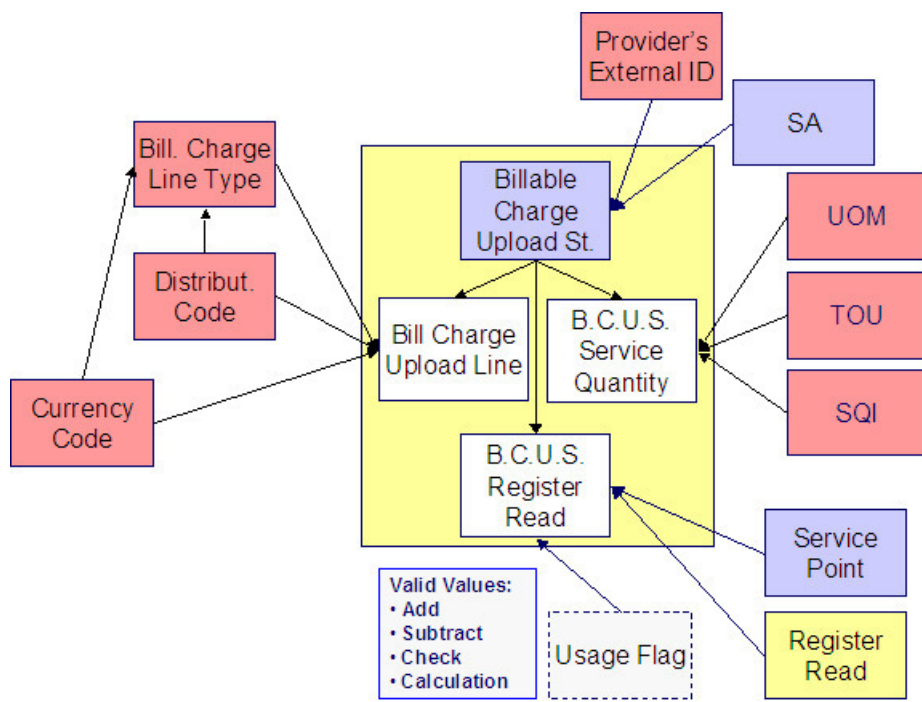 Provider's
External ID
SA
Bill. Charge
Line Type
Billable
Charge
Upload St.
UOM
Distribut.
Code
Bill Charge
Upload Line
B.C.U.S.
Service
Quantity
TOU
Currency
Code
SQI
B.C.U.S.
Register
Read
Service
Point
Valid Values:
• Add
• Subtract
• Check
• Calculation
Usage Flag
Register
Read